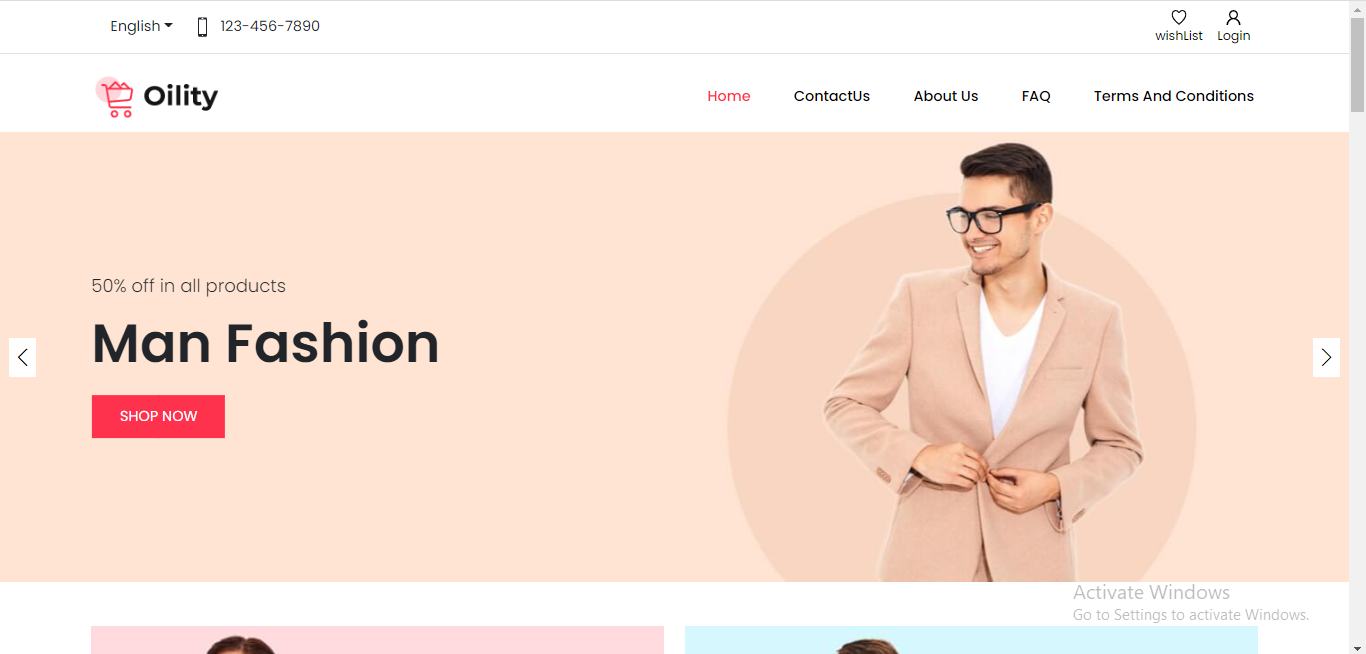 English
123-456-7890
wishList
Login
Oility
Home
ContactUs
About Us
FAQ
Terms And Conditions
50% off in all products
Man Fashion
SHOP NOW
Activate Windows
Go to Settings to activate Windows.